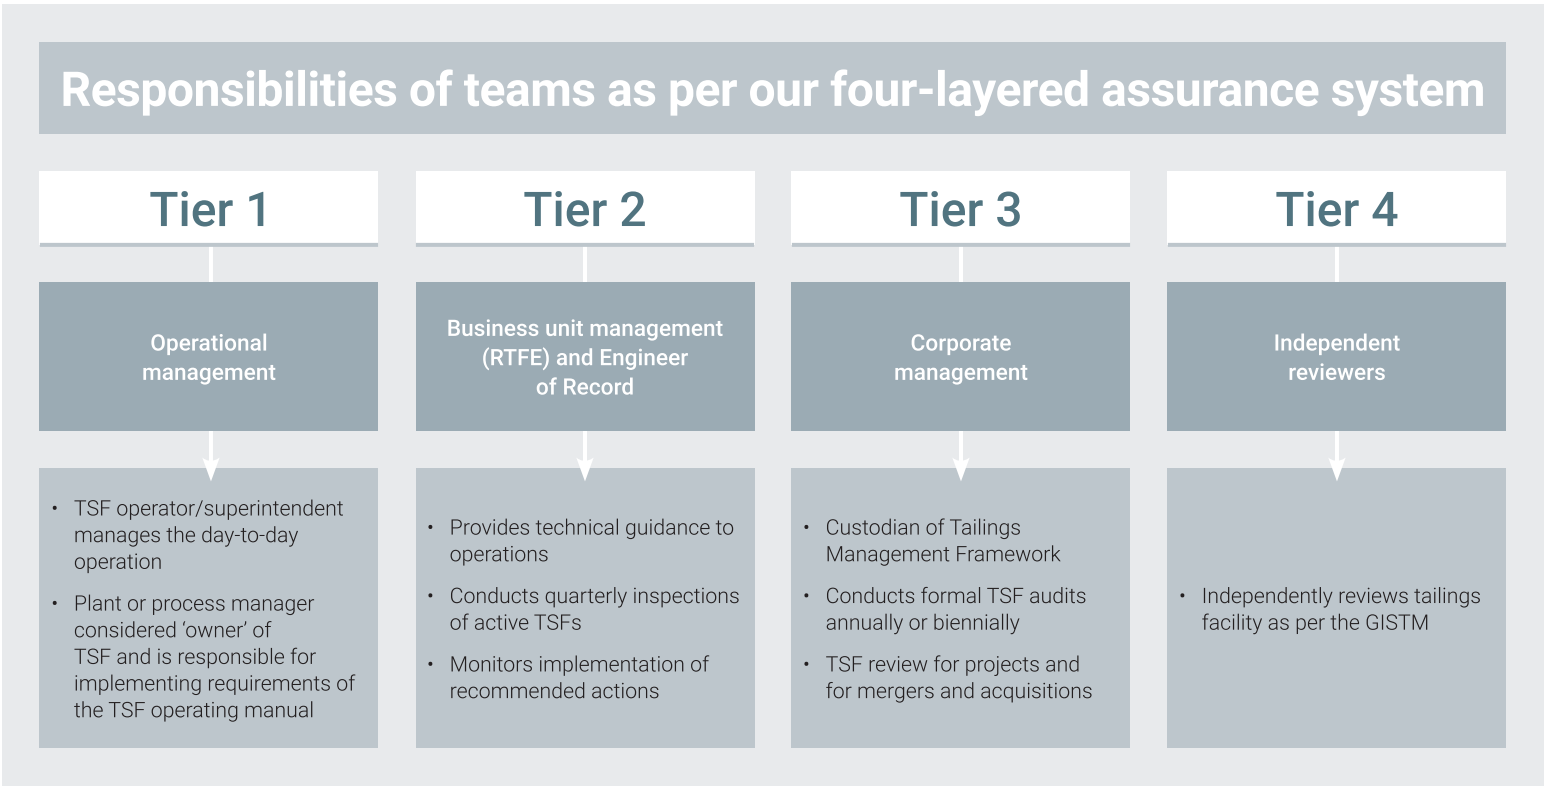 Responsibilities of teams as per our four-layered assurance system
Tier 1
Operational
management
• TSF operator/superintendent
manages the day-to-day
operation
• Plant or process manager
considered ‘owner’ of
TSF and is responsible for
implementing requirements of
the TSF operating manual
Tier 2
Business unit management
(RTFE) and Engineer
of Record
• Provides technical guidance to
operations
• Conducts quarterly inspections
of active TSFs
• Monitors implementation of
recommended actions
Tier 3
Corporate
management
• Custodian of Tailings
Management Framework
• Conducts formal TSF audits
annually or biennially
• TSF review for projects and
for mergers and acquisitions
Tier 4
Independent
reviewers
• Independently reviews tailings
facility as per the GISTM